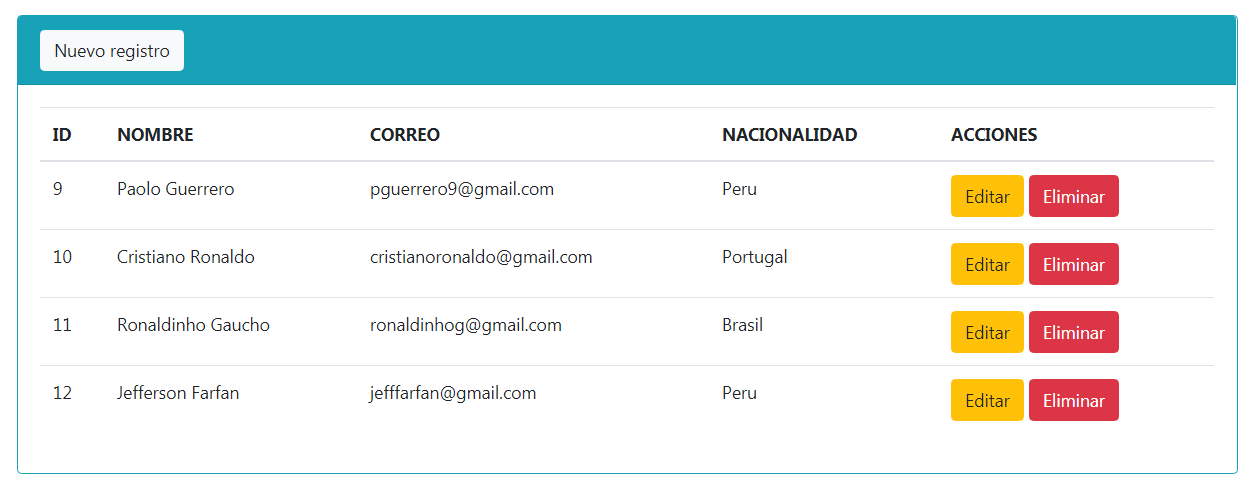 Nuevo registro
ID NOMBRE CORREO NACIONALIDAD ACCIONES
9 Paolo Guerrero pguerrero9@gmail.com Peru Editar Eliminar
10 Cristiano Ronaldo cristianoronaldo@gmail.com Portugal Editar Eliminar
11 Ronaldinho Gaucho ronaldinhog@gmail.com Brasil Editar Eliminar
12 Jefferson Farfan jefffarfan@gmail.com Peru Editar Eliminar